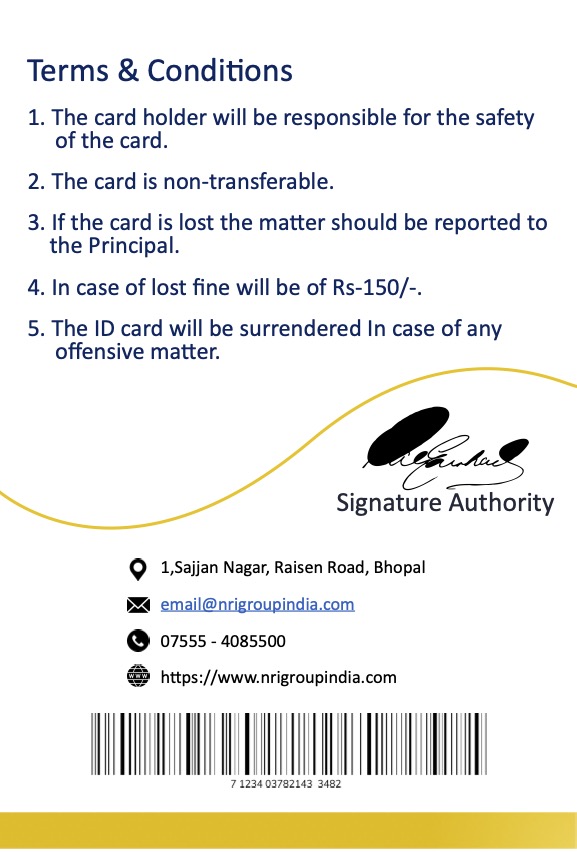 Terms & Conditions
1. The card holder will be responsible for the safety
of the card.
2. The card is non-transferable.
3. If the card is lost the matter should be reported to
the Principal.
4. In case of lost fine will be of Rs-150/-.
5. The ID card will be surrendered In case of any
offensive matter.
Signature Authority
1,Sajjan Nagar, Raisen Road, Bhopal
email@nrigroupindia.com
07555 - 4085500
WWW
https://www.nrigroupindia.com
7 1234 03782143 3482